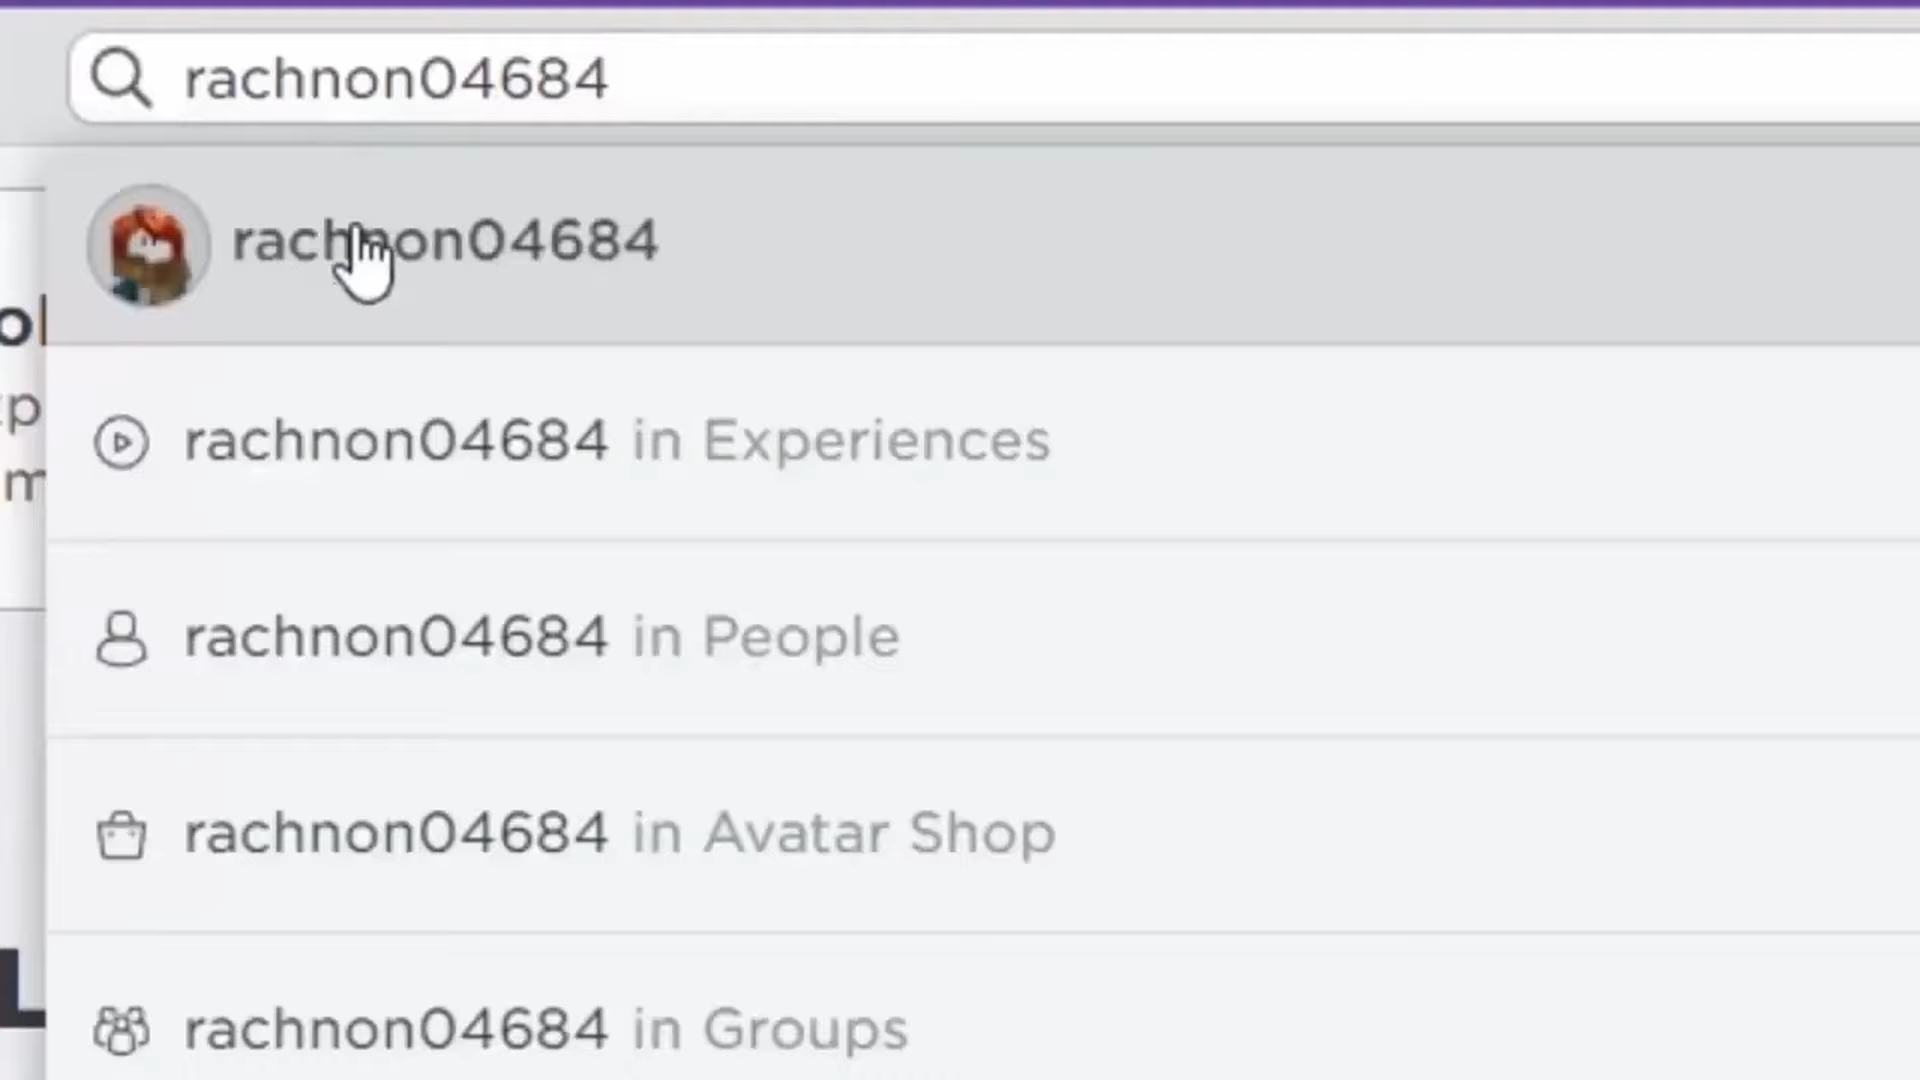 rachnon04684
rachnon04684
rachnon04684 in Experiences
rachnon04684 in People
rachnon04684 in Avatar Shop
rachnon04684 in Groups